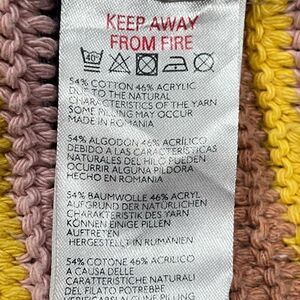 KEEP AWAY
FROM FIRE
40°
54% COTTON 46% ACRYLIC
DUE TO THE NATURAL
CHARACTERISTICS OF THE YARN
SOME PILLING MAY OCCUR
MADE IN ROMANIA
54% ALGODON 46% ACRILICO
DEBIDO A LAS CARACTERISTICAS
NATURALES DEL HILO PUEDEN
OCURRIR ALGUNA PILDORA
HECHO EN ROMANIA
54% BAUMWOLLE 46% ACRYL
AUFGRUND DER NATÜRLICHEN
CHARAKTERISTIK DES YARN
KÖNNEN EINIGE PILLEN
AUFTRETEN
HERGESTELLT IN RUMÄNIEN
54% COTONE 46% ACRILICO
A CAUSA DELLE
CARATTERISTICHE NATURALI
DEL FILATO POTREBBE